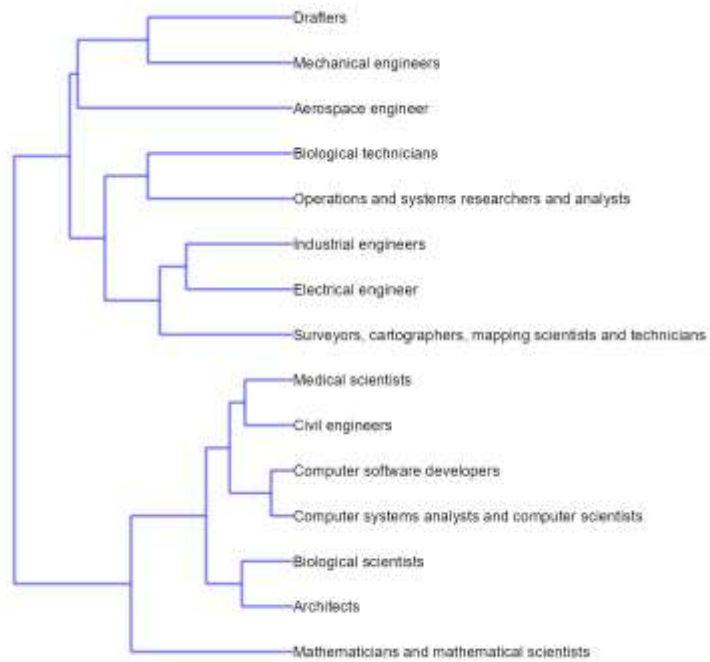 Drafters
Mechanical engineers
Aerospace engineer
Biological technicians
Operations and systems researchers and analysts
Industrial engineers
Electrical engineer
Surveyors, cartographers, mapping scientists and technicians
Medical scientists
Civil engineers
Computer software developers
Computer systems analysts and computer scientists
Biological scientists
Architects
Mathematicians and mathematical scientists